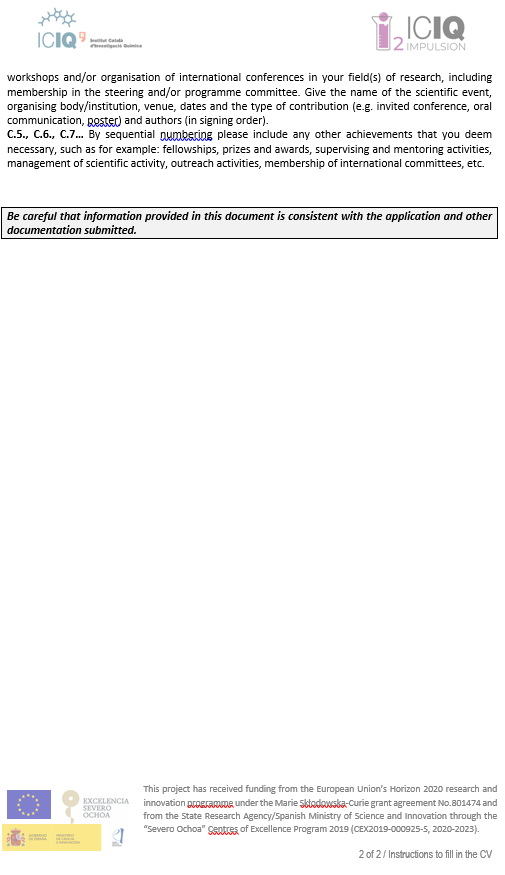 ICIQ
Institut Català
d'Investigació Química
ICIQ
2 IMPULSION
workshops and/or organisation of international conferences in your field(s) of research, including
membership in the steering and/or programme committee. Give the name of the scientific event,
organising body/institution, venue, dates and the type of contribution (e.g. invited conference, oral
communication, poster) and authors (in signing order).
C.5., C.6., C.7... By sequential numbering please include any other achievements that you deem
necessary, such as for example: fellowships, prizes and awards, supervising and mentoring activities,
management of scientific activity, outreach activities, membership of international committees, etc.
Be careful that information provided in this document is consistent with the application and other
documentation submitted.
This project has received funding from the European Union's Horizon 2020 research and
innovation programme under the Marie Skłodowska-Curie grant agreement No.801474 and
from the State Research Agency/Spanish Ministry of Science and Innovation through the
“Severo Ochoa” Centres of Excellence Program 2019 (CEX2019-000925-S, 2020-2023).
EXCELENCIA
SEVERO
OCHOA
2 of 2 / Instructions to fill in the CV